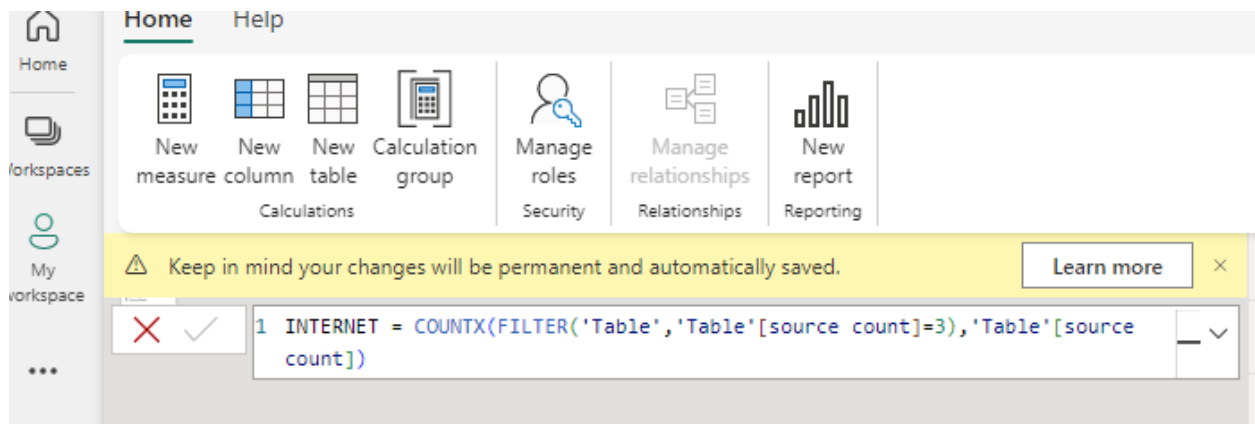 Home Help
Home
New measure
New column
New table
Calculation group
Manage roles
Manage relationships
New report
Calculations
Security
Relationships
Reporting
orkspaces
My
workspace
Keep in mind your changes will be permanent and automatically saved.
Learn more
1 INTERNET = COUNTX(FILTER('Table','Table'[source count]=3),'Table'[source
count])